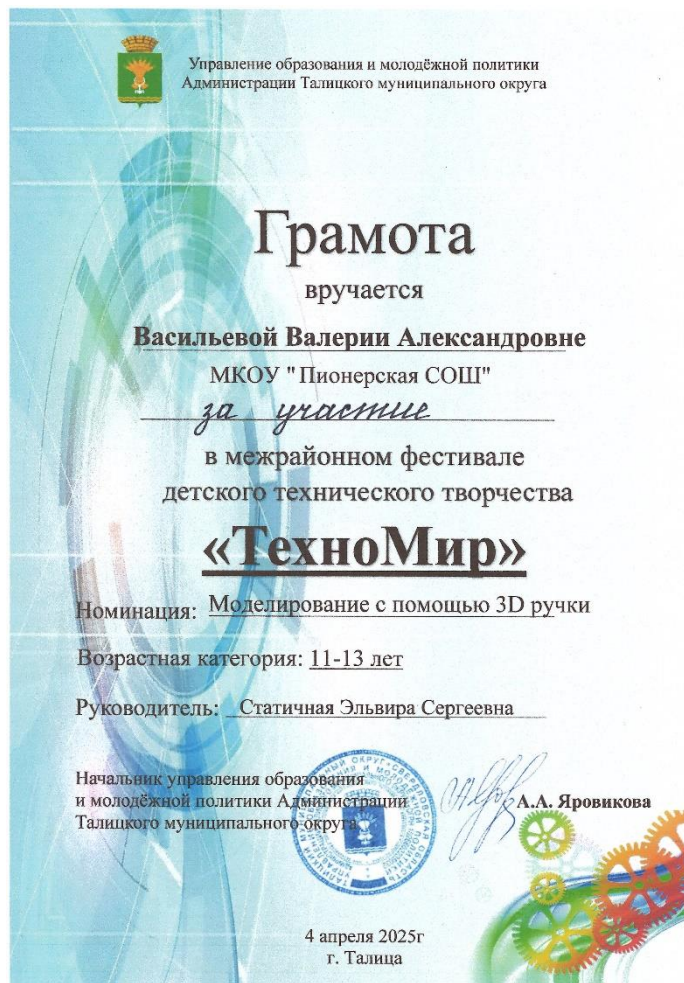 Управление образования и молодёжной политики
Администрации Талицкого муниципального округа
Грамота
вручается
Васильевой Валерии Александровне
МКОУ "Пионерская СОШ"
за участие
в межрайонном фестивале
детского технического творчества
«ТехноМир»
Номинация: Моделирование с помощью 3D ручки
Возрастная категория: 11-13 лет
Руководитель: Статичная Эльвира Сергеевна
Начальник управления образования
и молодёжной политики Администрации
Талицкого муниципального округа
А.А. Яровикова
4 апреля 2025г
г. Талица